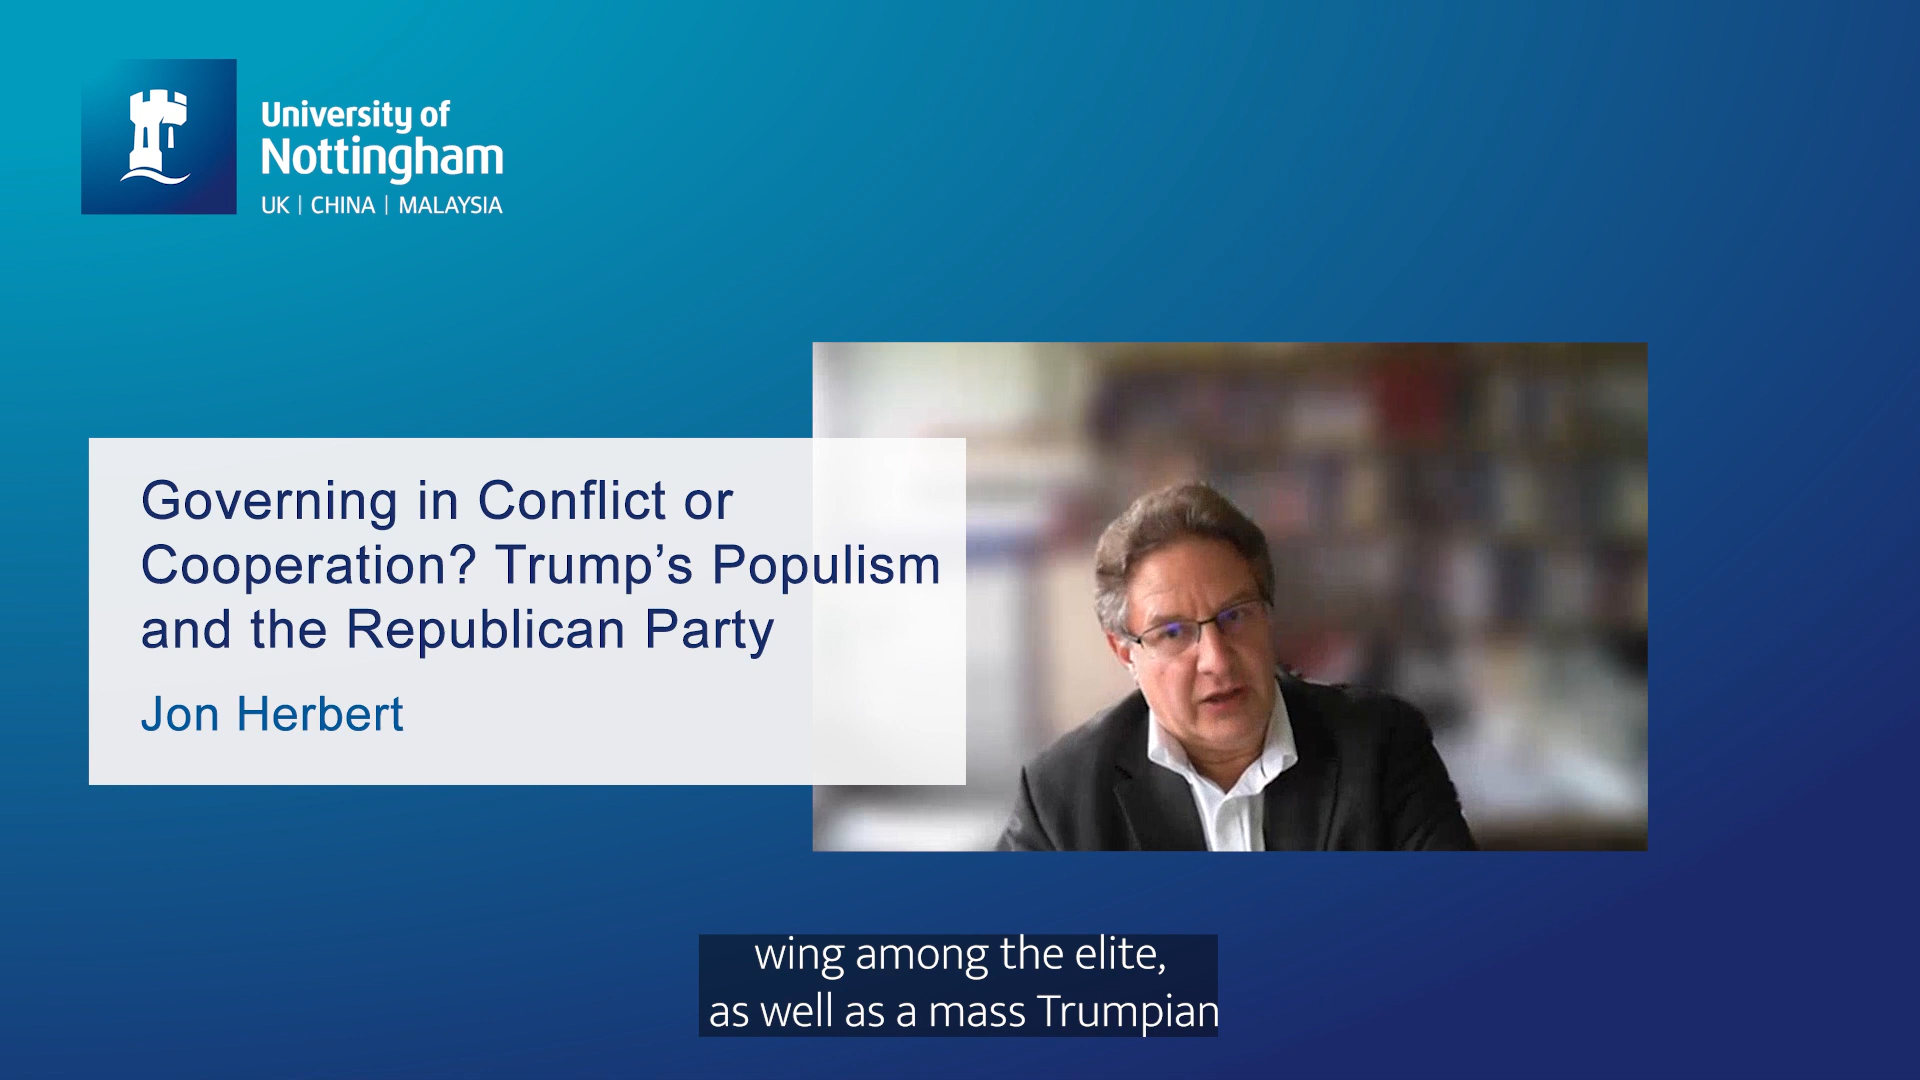 University of
Nottingham
UK | CHINA | MALAYSIA
Governing in Conflict or
Cooperation? Trump’s Populism
and the Republican Party
Jon Herbert
wing among the elite,
as well as a mass Trumpian